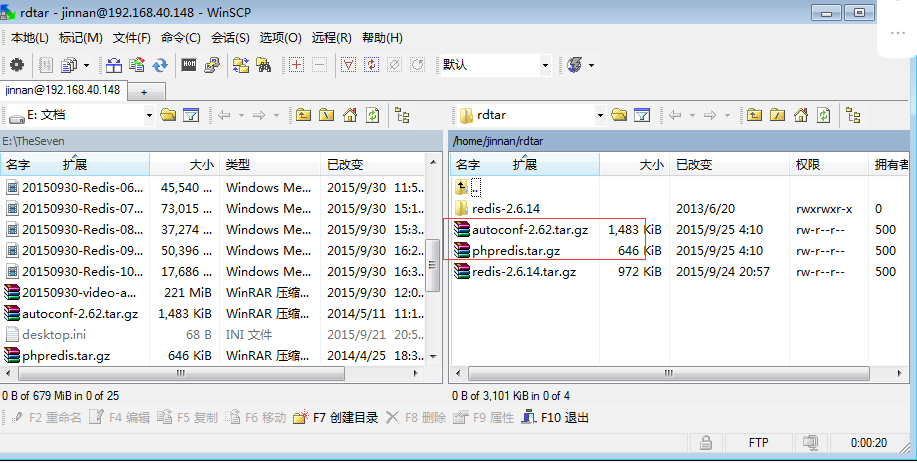 rdtar - jinnan@192.168.40.148 - WinSCP
本地(L) 标记(M) 文件(F) 命令(C) 会话(S) 选项(O) 远程(R) 帮助(H)
默认
jinnan@192.168.40.148 +
E: 文档 rdtar
E:\TheSeven /home/jinnan/rdtar
名字 扩展 大小 类型 已改变 名字 扩展 大小 已改变 权限 拥有者
20150930-Redis-06... 45,540 ... Windows Me... 2015/9/30 11:5... ..
20150930-Redis-07... 73,015 ... Windows Me... 2015/9/30 15:1... redis-2.6.14 2013/6/20 rwxrwxr-x 0
20150930-Redis-08... 37,274 ... Windows Me... 2015/9/30 15:3... autoconf-2.62.tar.gz 1,483 KiB 2015/9/25 4:10 rw-r--r-- 500
20150930-Redis-09... 50,396 ... Windows Me... 2015/9/30 16:2... phpredis.tar.gz 646 KiB 2015/9/25 4:10 rw-r--r-- 500
20150930-Redis-10... 17,686 ... Windows Me... 2015/9/30 16:3... redis-2.6.14.tar.gz 972 KiB 2015/9/24 20:57 rw-r--r-- 500
20150930-video-a... 221 MiB WinRAR 压缩... 2015/9/30 12:0...
autoconf-2.62.tar.gz 1,483 KiB WinRAR 压缩... 2014/5/11 11:1...
desktop.ini 68 B INI 文件 2015/9/21 20:5...
phpredis.tar.gz 646 KiB WinRAR 压缩... 2014/4/25 18:3...
0 B of 679 MiB in 0 of 25 0 B of 3,101 KiB in 0 of 4
F2 重命名 F4 编辑 F5 复制 F6 移动 F7 创建目录 F8 删除 F9 属性 F10 退出
FTP 0:00:20